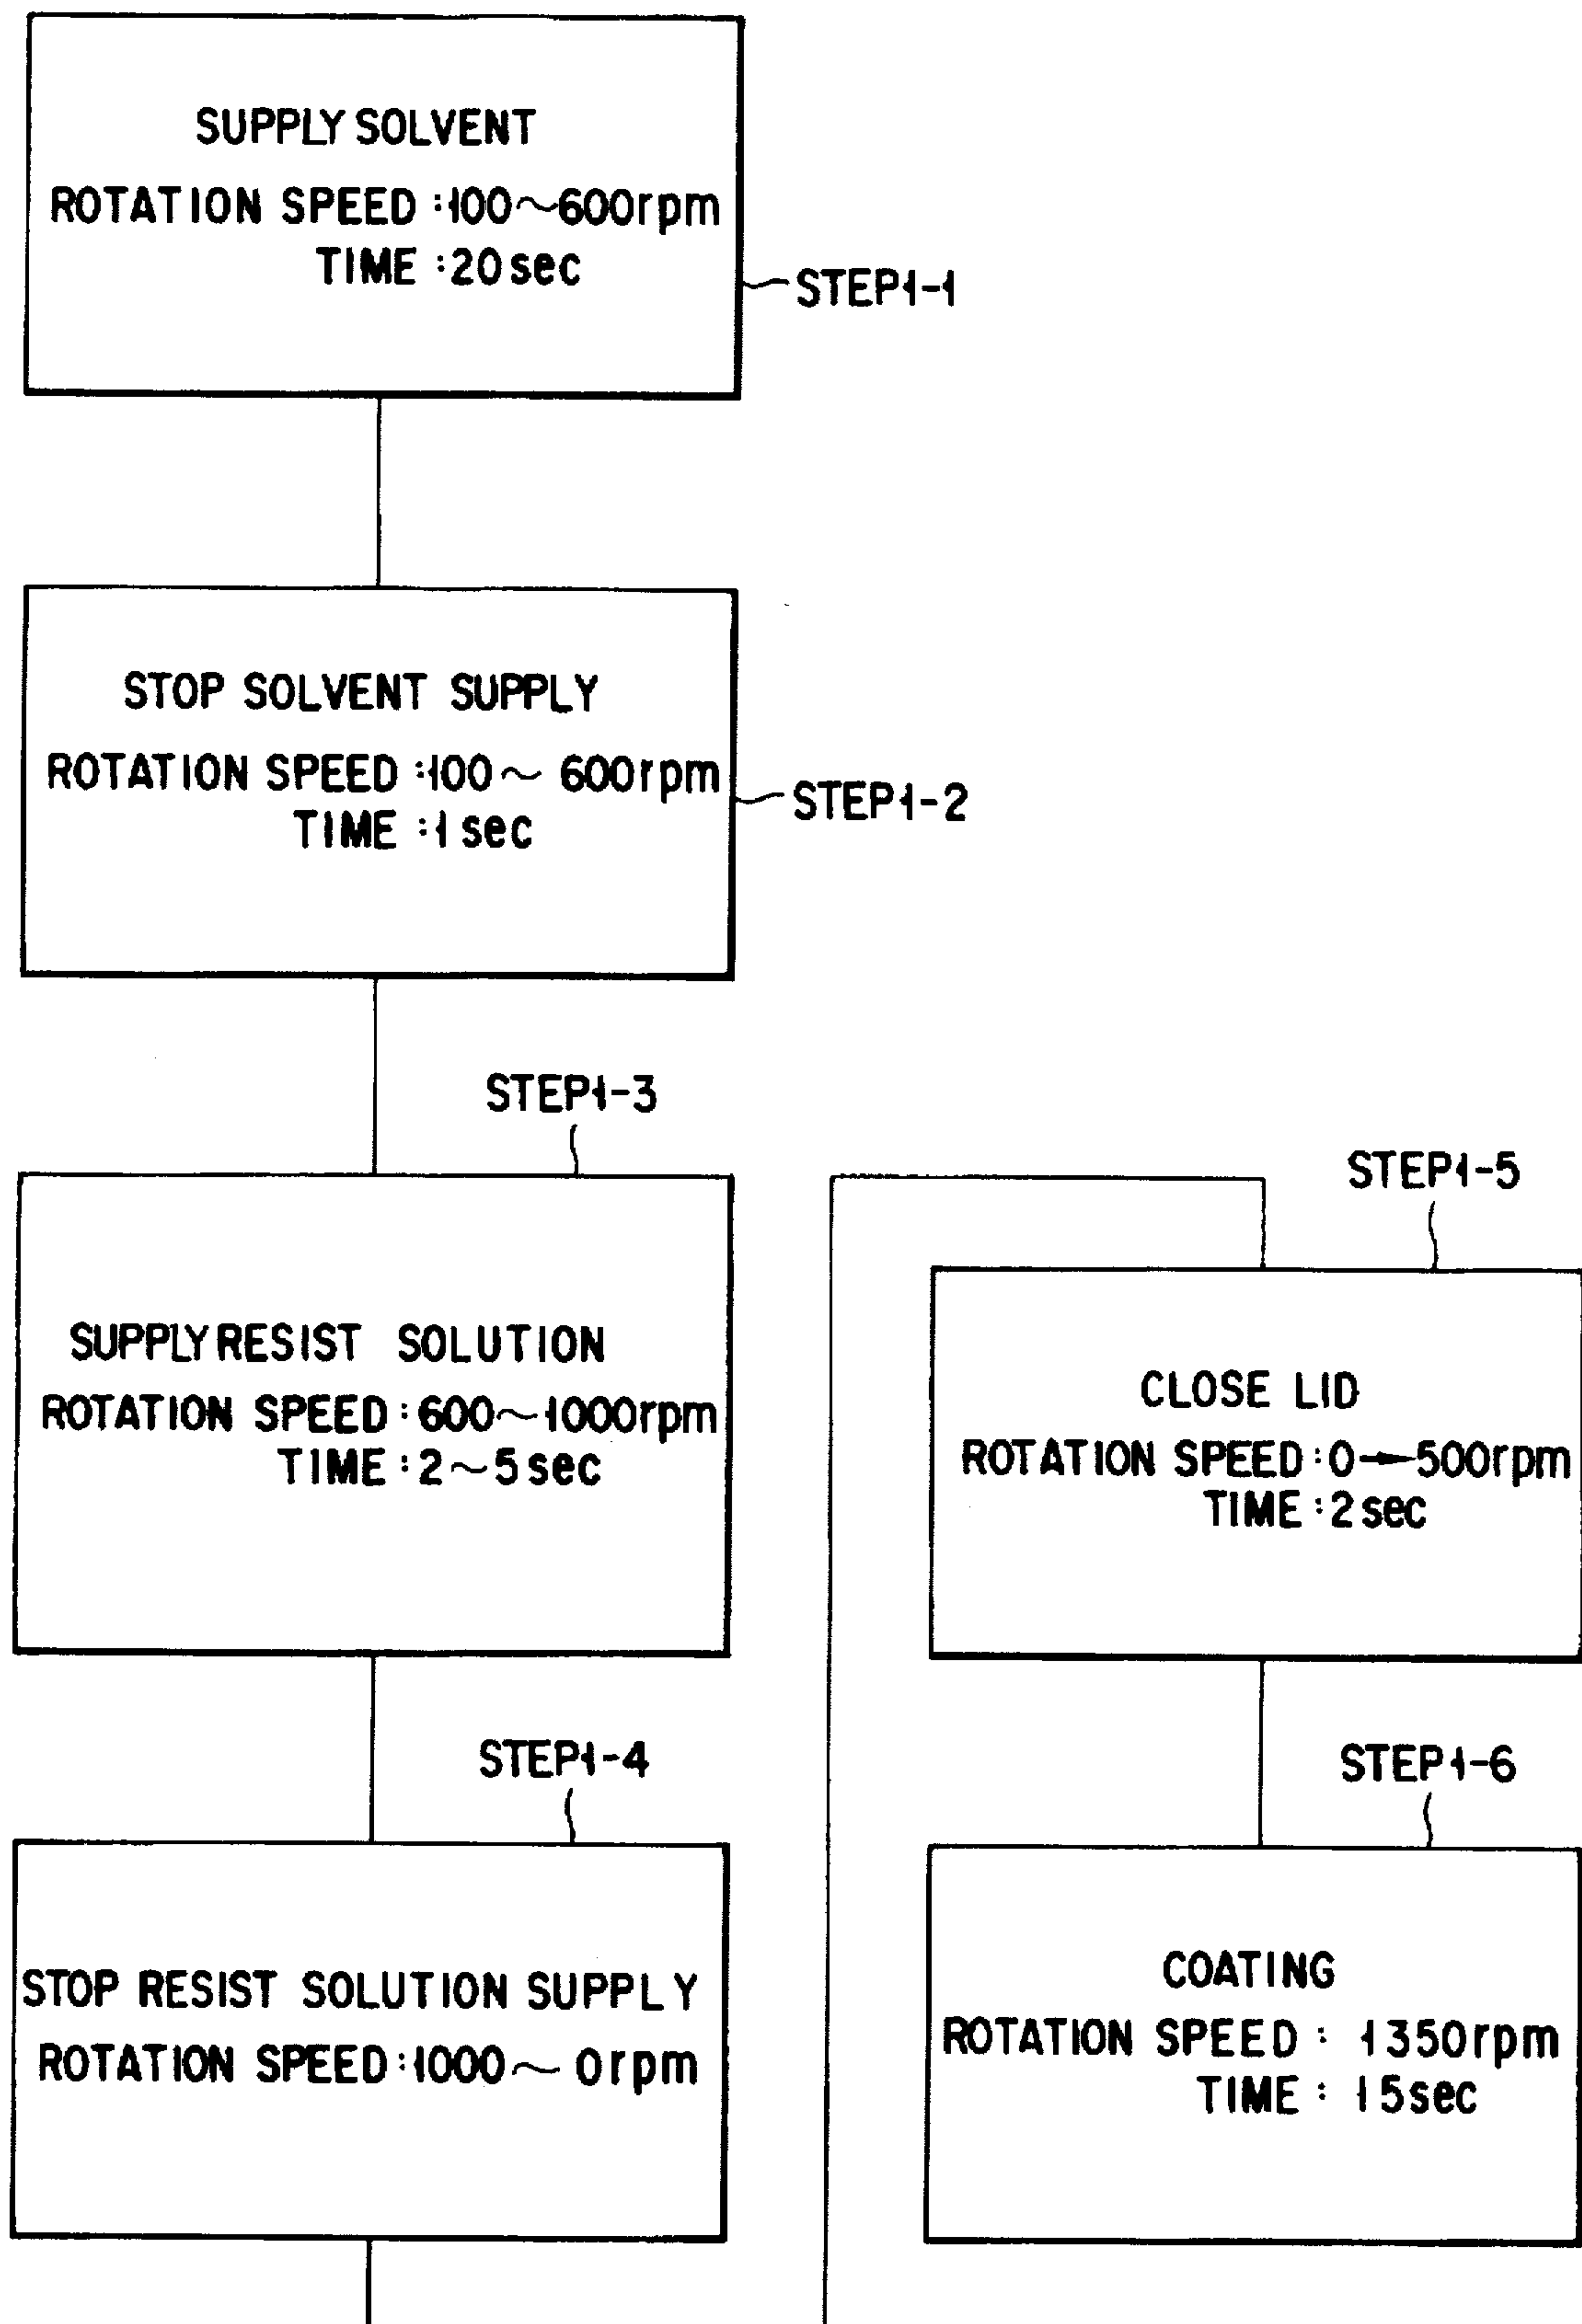 SUPPLY SOLVENT
ROTATION SPEED :100~600rpm
TIME :20sec
STEP1-1
STOP SOLVENT SUPPLY
ROTATION SPEED :100~ 600rpm
TIME :1sec
STEP1-2
STEP1-3
SUPPLY RESIST SOLUTION
ROTATION SPEED:600~1000rpm
TIME:2~5sec
STEP1-4
STOP RESIST SOLUTION SUPPLY
ROTATION SPEED:1000~ 0rpm
STEP1-5
CLOSE LID
ROTATION SPEED:0→500rpm
TIME:2sec
STEP1-6
COATING
ROTATION SPEED: 1350rpm
TIME: 15sec